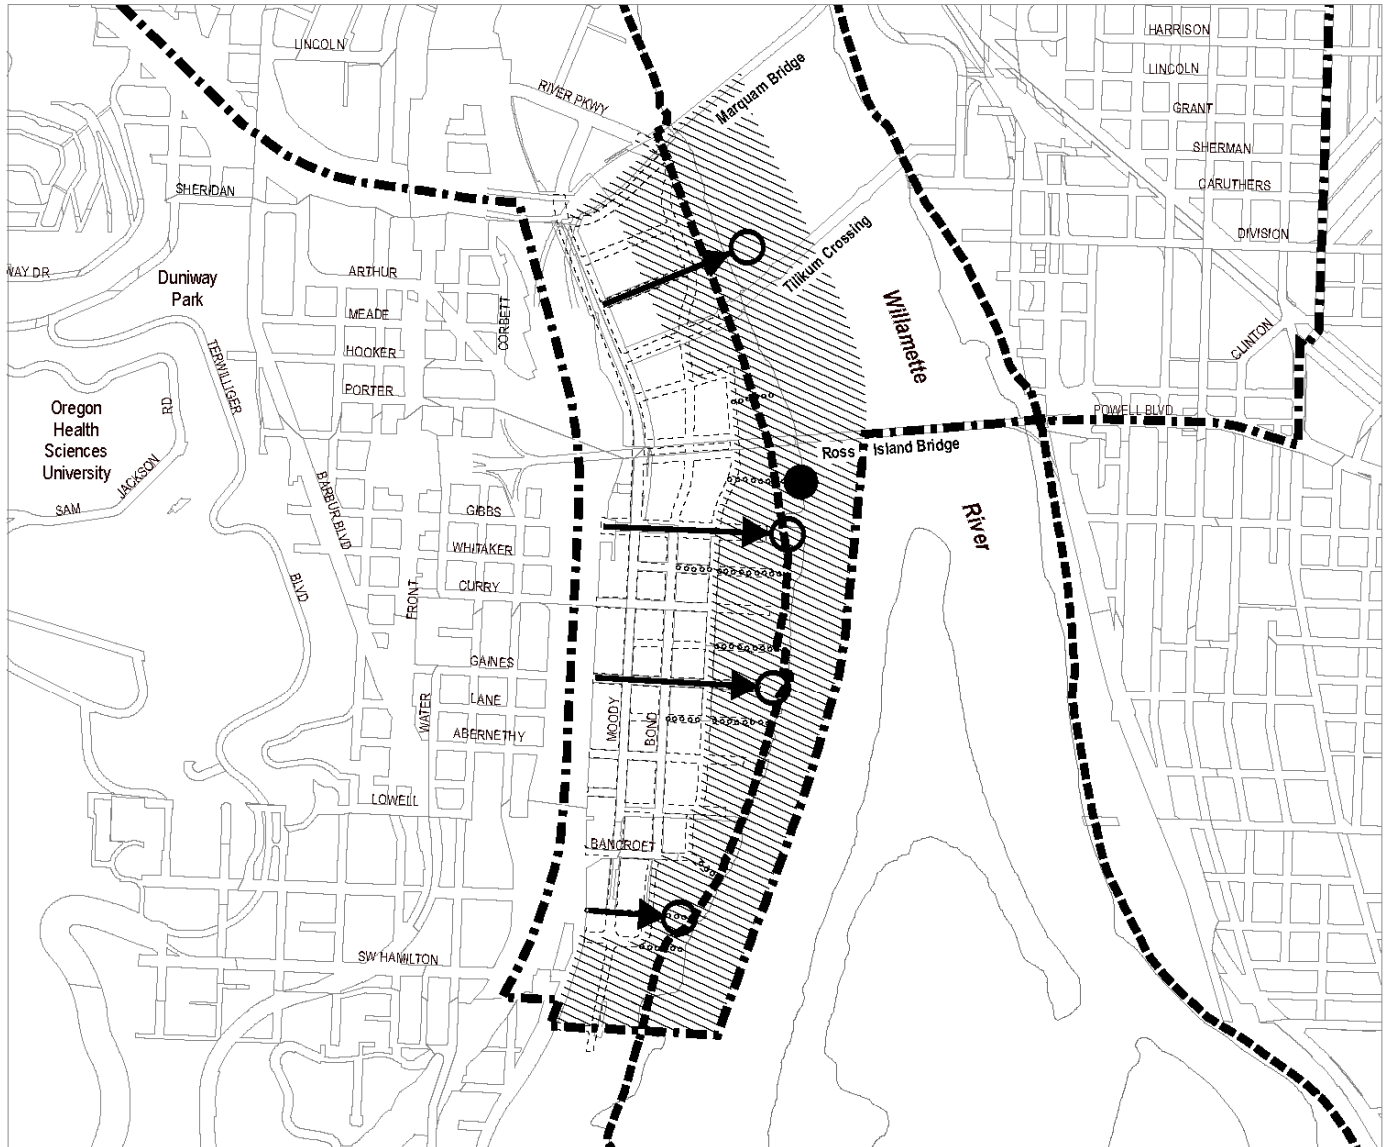 HARRISON
LINCOLN
LINCOLN
GRANT
RIVER PKWY
Marquam Bridge
SHERMAN
CARUTHERS
SHERIDAN
DIVISION
Tilikum Crossing
WAY DR
ARTHUR
Duniway
Park
MEADE
CORBETT
Willamette
CLINTON
HOOKER
TERWILLIGER
PORTER
RD
POWELL BLVD
Oregon
Health
Sciences
University
Ross Island Bridge
JACKSON
SAM
BARBUR BLVD
GIBBS
River
WHITAKER
CURRY
BLVD
FRONT
GAINES
LANE
WATER
MOODY
BOND
ABERNETHY
LOWELL
BANCROFT
SW HAMILTON